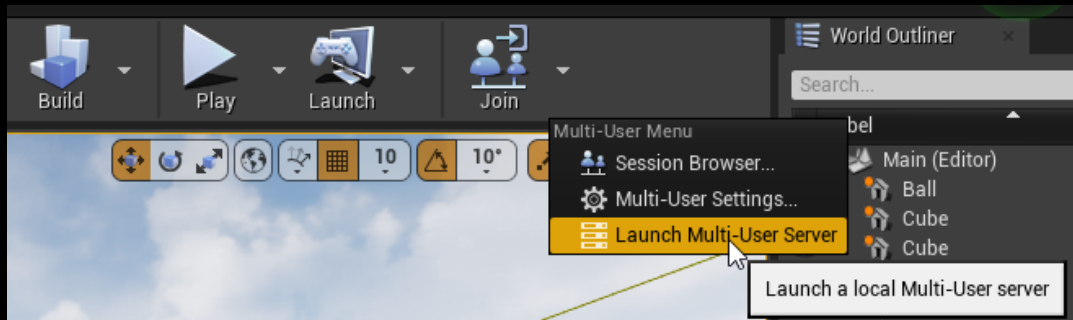 World Outliner
Search...
Build
Play
Launch
Join
Multi-User Menu
Session Browser...
Multi-User Settings...
Launch Multi-User Server
Launch a local Multi-User server
10
10°
bel
Main (Editor)
Ball
Cube
Cube